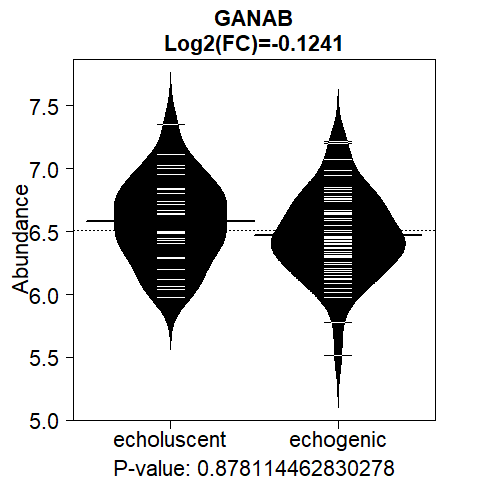 GANAB
Log2(FC)=-0.1241
Abundance
7.5
7.0
6.5
6.0
5.5
5.0
echoluscent
echogenic
P-value: 0.878114462830278